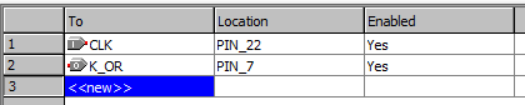 To Location Enabled
1 CLK PIN_22 Yes
2 K_OR PIN_7 Yes
3 <<new>>